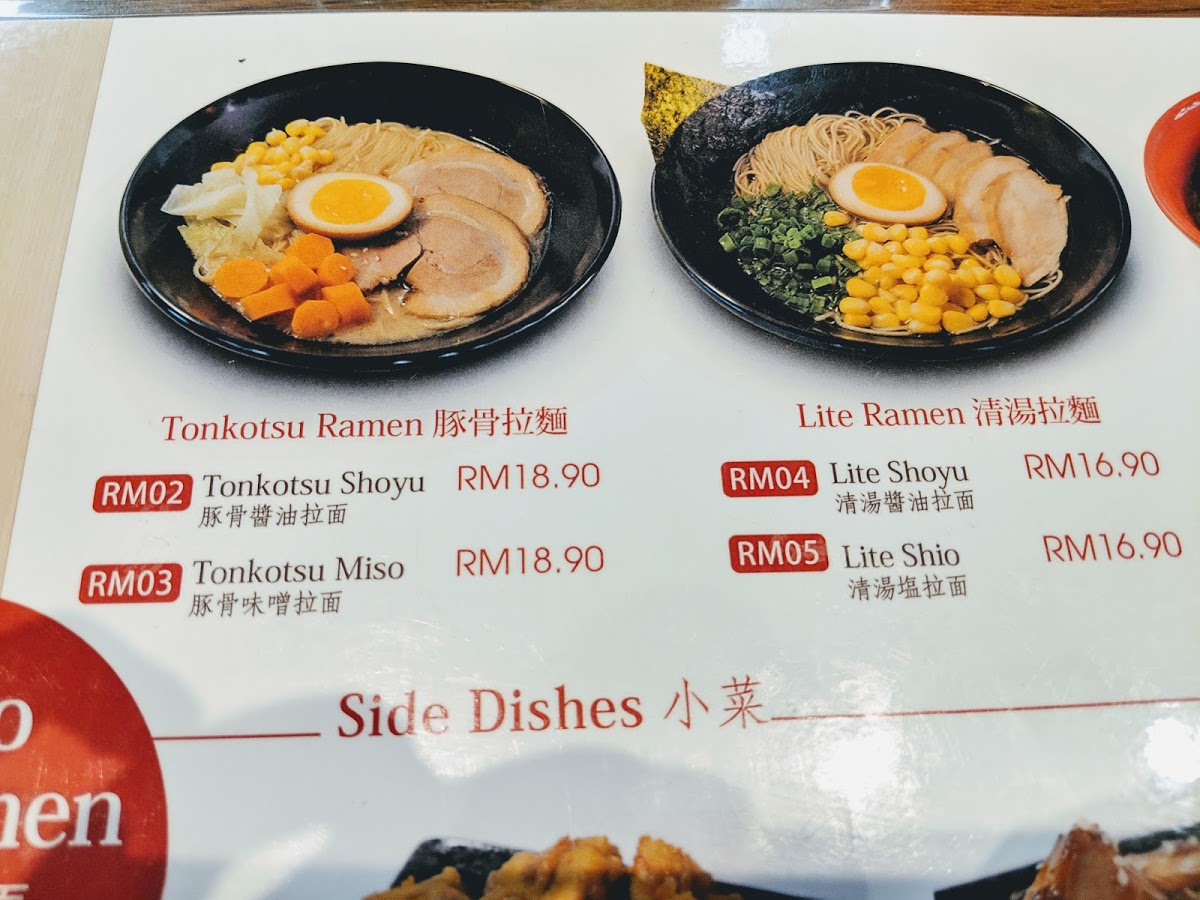 Tonkotsu Ramen 豚骨拉麵
RM02 Tonkotsu Shoyu RM18.90
豚骨醬油拉面
RM03 Tonkotsu Miso RM18.90
豚骨味噌拉面
Lite Ramen 清湯拉麵
RM04 Lite Shoyu RM16.90
清湯醬油拉面
RM05 Lite Shio RM16.90
清湯塩拉面
Side Dishes 小菜